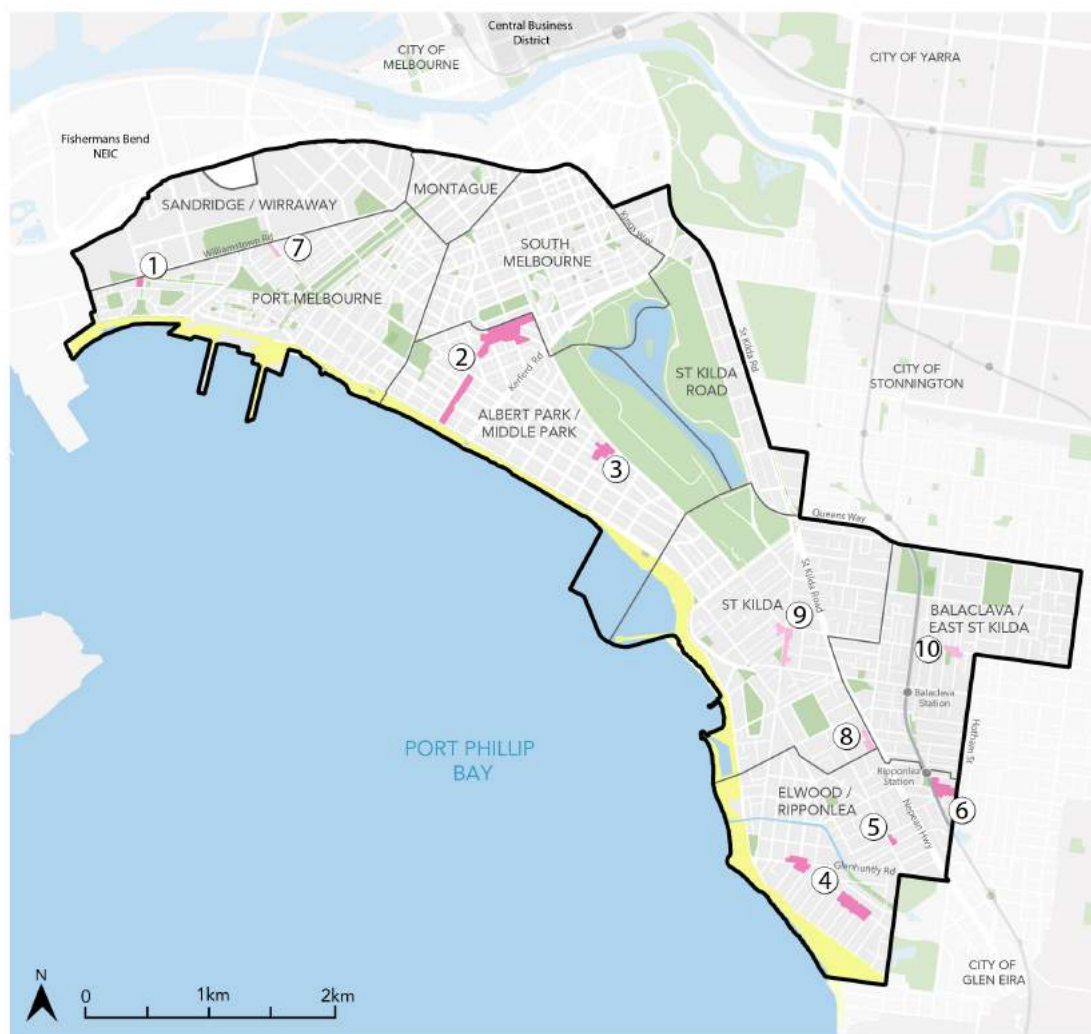 Central Business
District
CITY OF
MELBOURNE
CITY OF YARRA
Fishermans Bend
NEIC
MONTAGUE
SANDRIDGE / WIRRAWAY
Kings Way
Williamstown Rd
7
SOUTH
MELBOURNE
1
PORT MELBOURNE
St Kilda Rd
2
Kerferd Rd
ST KILDA
ROAD
CITY OF
STONNINGTON
ALBERT PARK /
MIDDLE PARK
3
Queens Way
St Kilda Road
ST KILDA
9
BALACLAVA /
EAST ST KILDA
10
Balaclava
Station
Hotham St
PORT PHILLIP
BAY
8
Ripponlea
Station
ELWOOD /
RIPPONLEA
6
5
Nepean Hwy
Glenhuntly Rd
4
CITY OF
GLEN EIRA
N
0
1km
2km